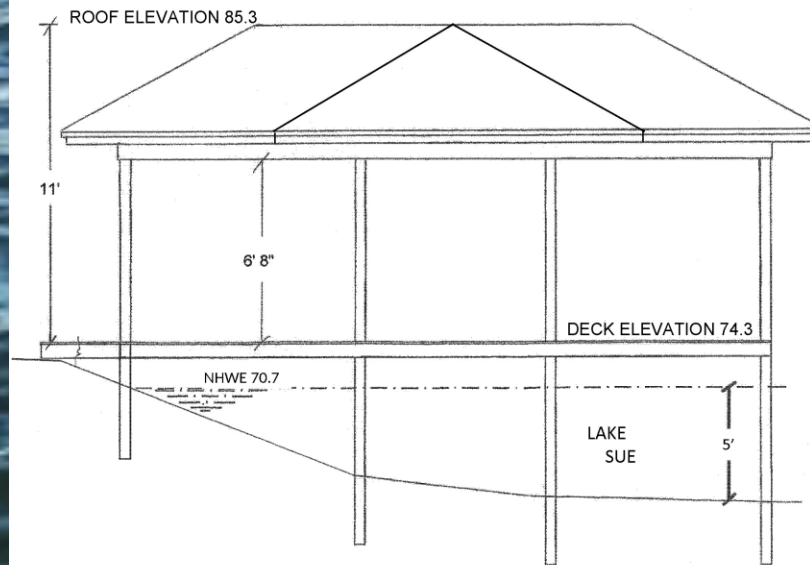 ROOF ELEVATION 85.3
11'
6' 8"
DECK ELEVATION 74.3
NHWE 70.7
LAKE
SUE
5'